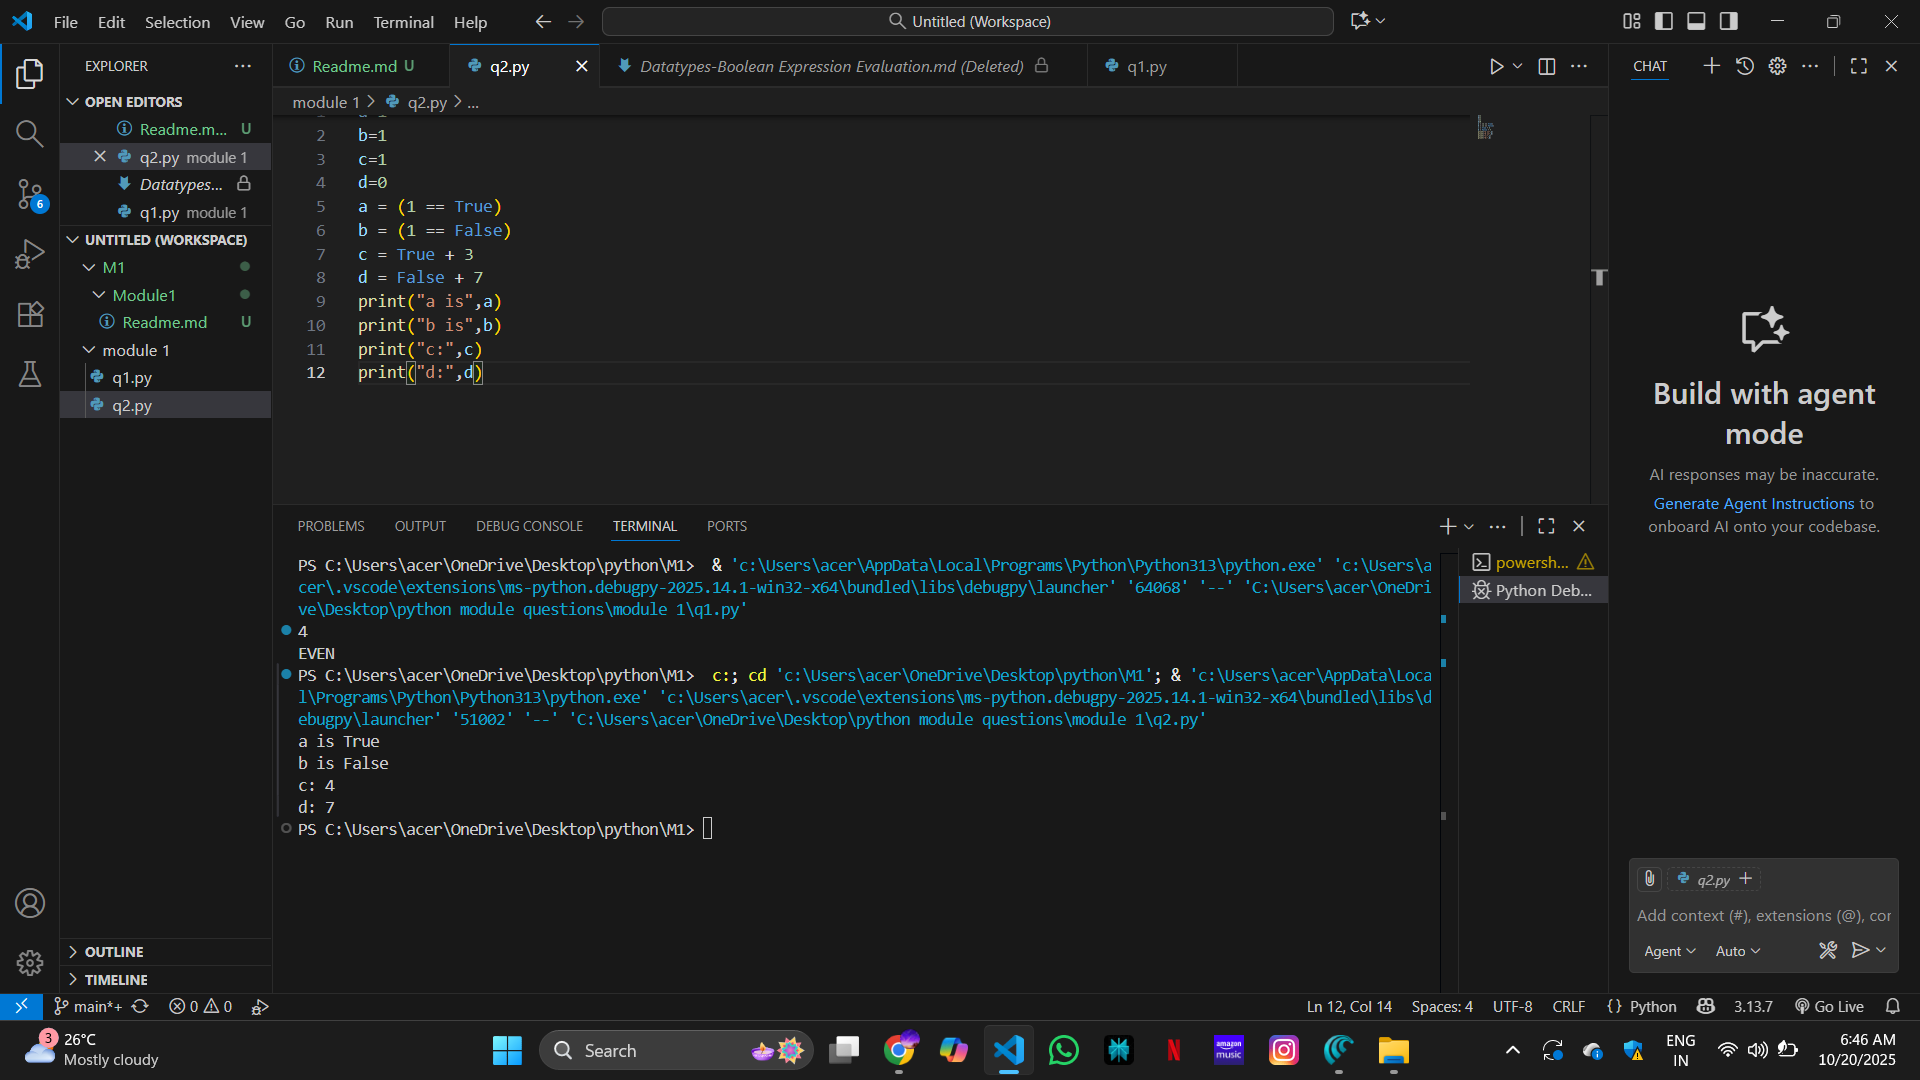 File Edit Selection View Go Run Terminal Help
Untitled (Workspace)
EXPLORER
OPEN EDITORS
Readme.m... U
q2.py module 1
Datatypes...
q1.py module 1
UNTITLED (WORKSPACE)
M1
Module1
Readme.md U
module 1
q1.py
q2.py
OUTLINE
TIMELINE
Readme.md U
q2.py
Datatypes-Boolean Expression Evaluation.md (Deleted)
q1.py
module 1 > q2.py > ...
2 b=1
3 c=1
4 d=0
5 a = (1 == True)
6 b = (1 == False)
7 c = True + 3
8 d = False + 7
9 print("a is",a)
10 print("b is",b)
11 print("c:",c)
12 print("d:",d)
PROBLEMS OUTPUT DEBUG CONSOLE TERMINAL PORTS
PS C:\Users\acer\OneDrive\Desktop\python\M1>  & 'c:\Users\acer\AppData\Local\Programs\Python\Python313\python.exe' 'c:\Users\a
cer\.vscode\extensions\ms-python.debugpy-2025.14.1-win32-x64\bundled\libs\debugpy\launcher' '64068' '--' 'C:\Users\acer\OneDri
ve\Desktop\python module questions\module 1\q1.py'
4
EVEN
PS C:\Users\acer\OneDrive\Desktop\python\M1>  c:; cd 'c:\Users\acer\OneDrive\Desktop\python\M1'; & 'c:\Users\acer\AppData\Loca
l\Programs\Python\Python313\python.exe' 'c:\Users\acer\.vscode\extensions\ms-python.debugpy-2025.14.1-win32-x64\bundled\libs\d
ebugpy\launcher' '51002' '--' 'C:\Users\acer\OneDrive\Desktop\python module questions\module 1\q2.py'
a is True
b is False
c: 4
d: 7
PS C:\Users\acer\OneDrive\Desktop\python\M1>
powersh...
Python Deb...
CHAT
Build with agent
mode
AI responses may be inaccurate.
Generate Agent Instructions to
onboard AI onto your codebase.
q2.py
Add context (#), extensions (@), cor
Agent Auto
6
main*+ 0 0
Ln 12, Col 14 Spaces: 4 UTF-8 CRLF {} Python 3.13.7 Go Live
3
26°C
Mostly cloudy
Search
amazon music
ENG
IN
6:46 AM
10/20/2025